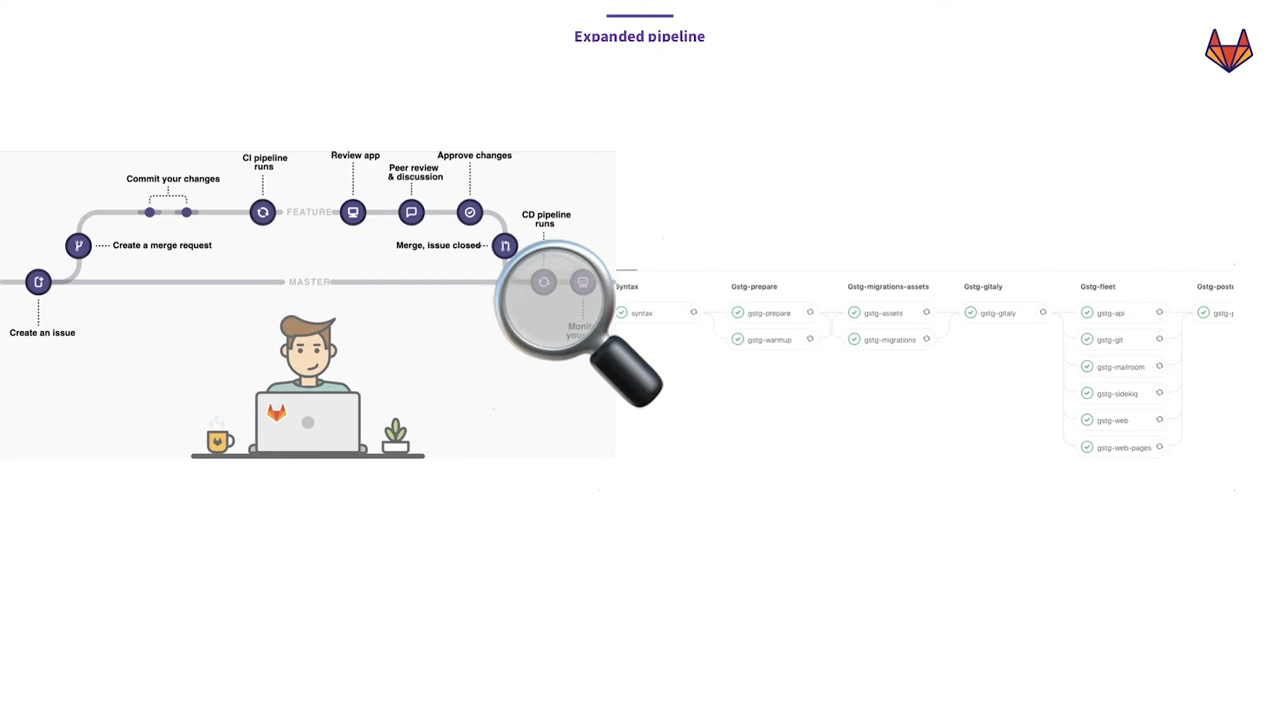 Expanded pipeline
CI pipeline
runs
Review app
Peer review
& discussion
Approve changes
Commit your changes
FEATURE
CD pipeline
runs
Create a merge request
Merge, issue closed
MASTER
Create an issue
Syntax
Gstg-prepare
Gstg-migrations-assets
Gstg-gitaly
Gstg-fleet
syntax
gstg-prepare
gstg-assets
gstg-gitaly
gstg-api
gstg-warmup
gstg-migrations
gstg-git
gstg-mailroom
gstg-sidekiq
gstg-web
gstg-web-pages